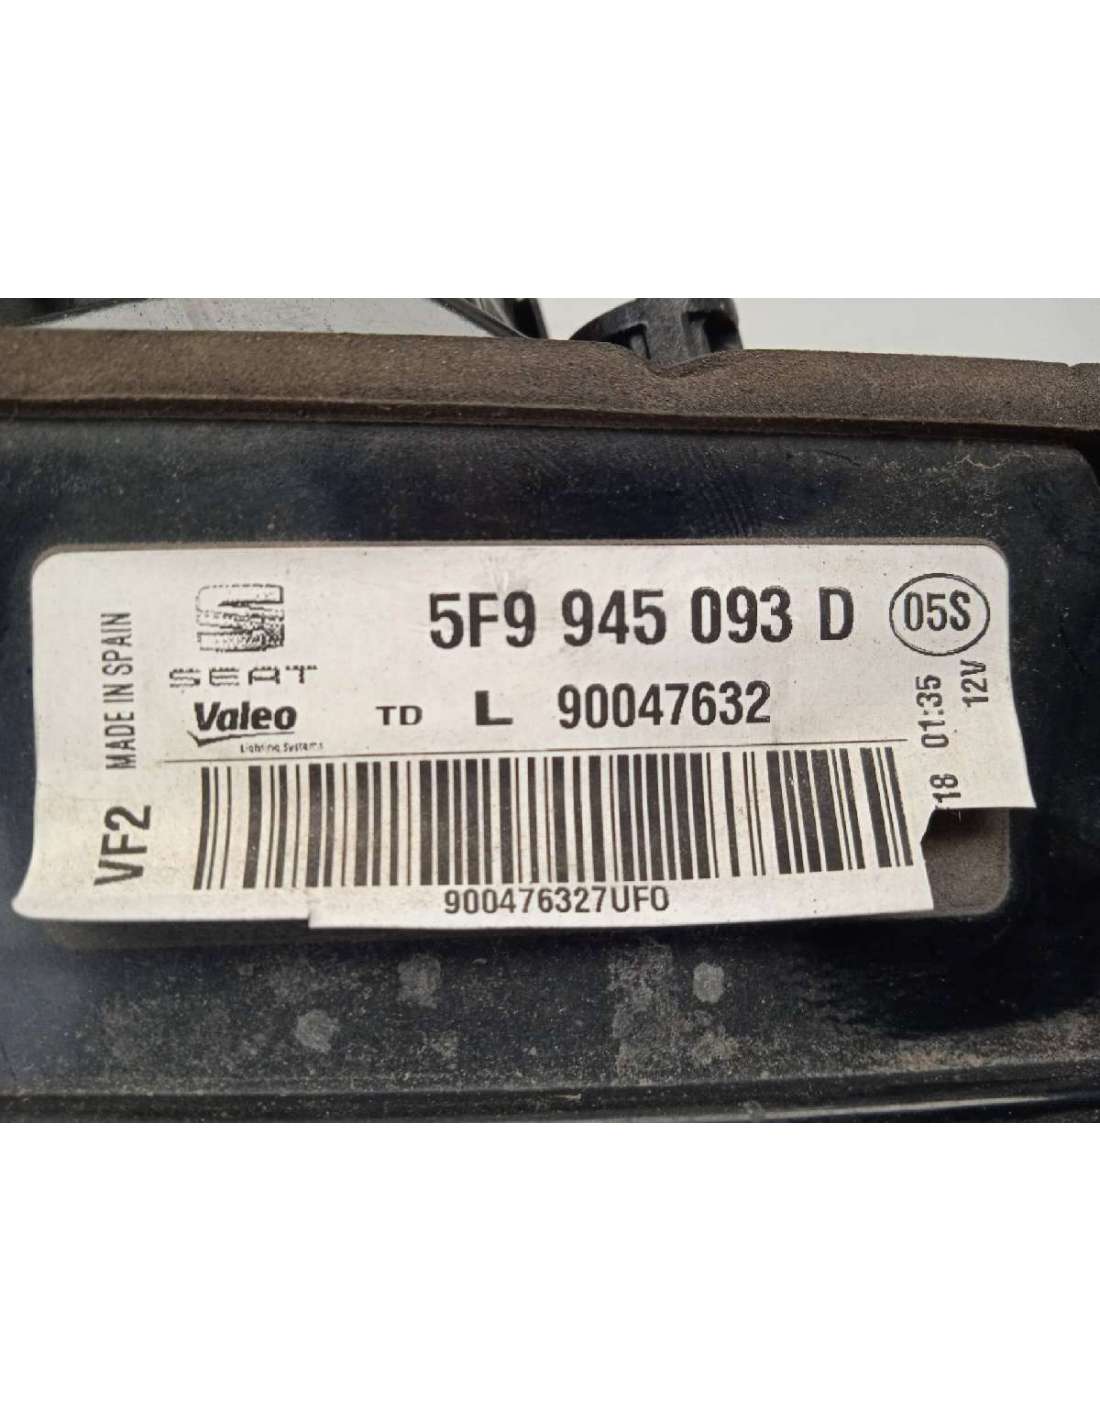 5F9 945 093 D
05S
SEAT
Valeo
Lighting Systems
TD L 90047632
900476327UF0
MADE IN SPAIN
VF2
18 01:35
12V